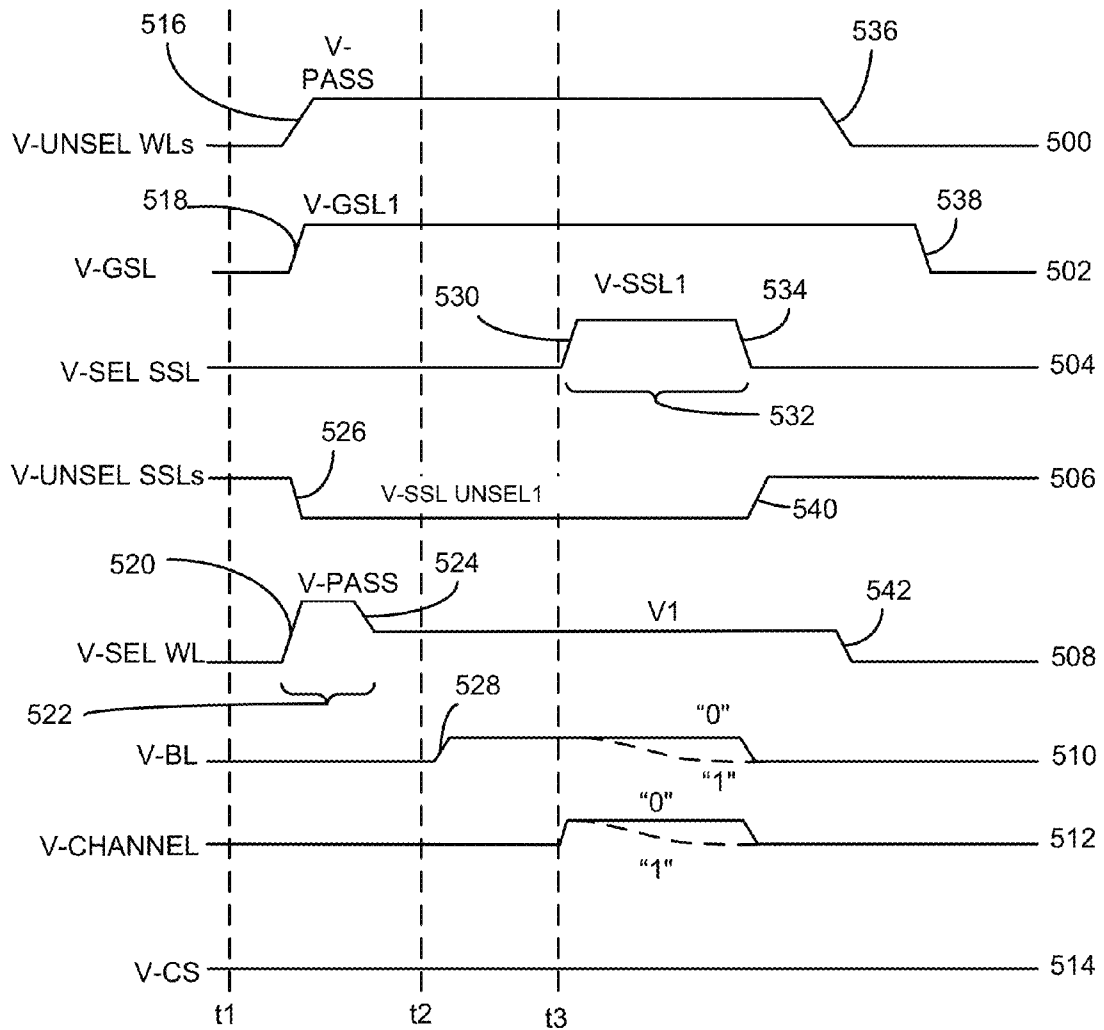 516
V-
PASS
536
V-UNSEL WLs
500
518
V-GSL1
538
V-GSL
502
530
V-SSL1
534
V-SEL SSL
504
532
526
V-UNSEL SSLs
506
V-SSL UNSEL1
540
520
V-PASS
524
V1
542
V-SEL WL
508
522
528
"0"
V-BL
510
"1"
"0"
V-CHANNEL
512
"1"
V-CS
514
t1
t2
t3